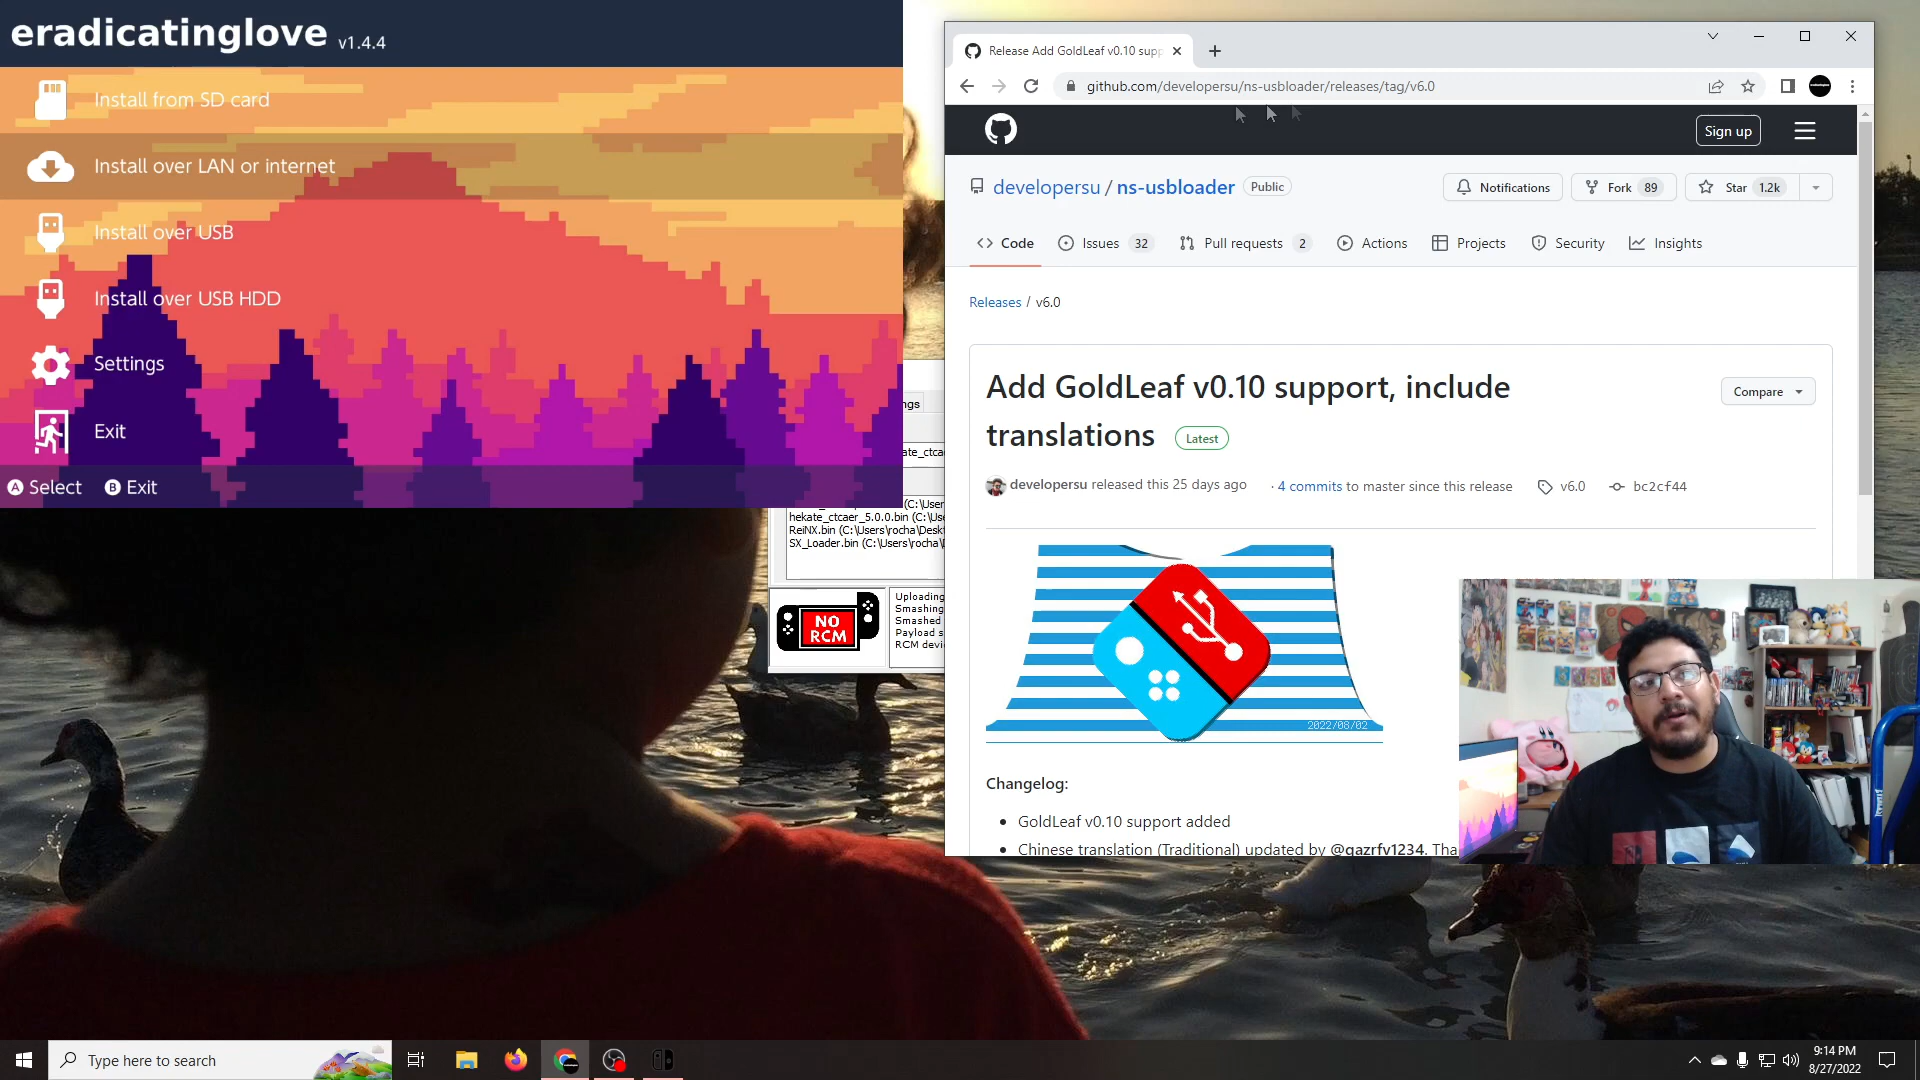 eradicatinglove v1.4.4
Install from SD card
Install over LAN or internet
Install over USB
Install over USB HDD
Settings
Exit
Select Exit
ngs
ate_ctcae
(C:\User
hekate_ctcaer_5.0.0.bin (C:\Use
ReiNX.bin (C:\Users\rocha\Deskt
SX_Loader.bin (C:\Users\rocha\
NO
RCM
Uploading
Smashing
Smashed
Payload s
RCM devi
Release Add GoldLeaf v0.10 supp
github.com/developersu/ns-usbloader/releases/tag/v6.0
Sign up
developersu / ns-usbloader Public
Notifications Fork 89 Star 1.2k
Code Issues 32 Pull requests 2 Actions Projects Security Insights
Releases / v6.0
Add GoldLeaf v0.10 support, include
translations Latest
Compare
developersu released this 25 days ago · 4 commits to master since this release v6.0 bc2cf44
2022/08/02
Changelog:
GoldLeaf v0.10 support added
Chinese translation (Traditional) updated by @qazrfv1234. Tha
Type here to search
9:14 PM
8/27/2022